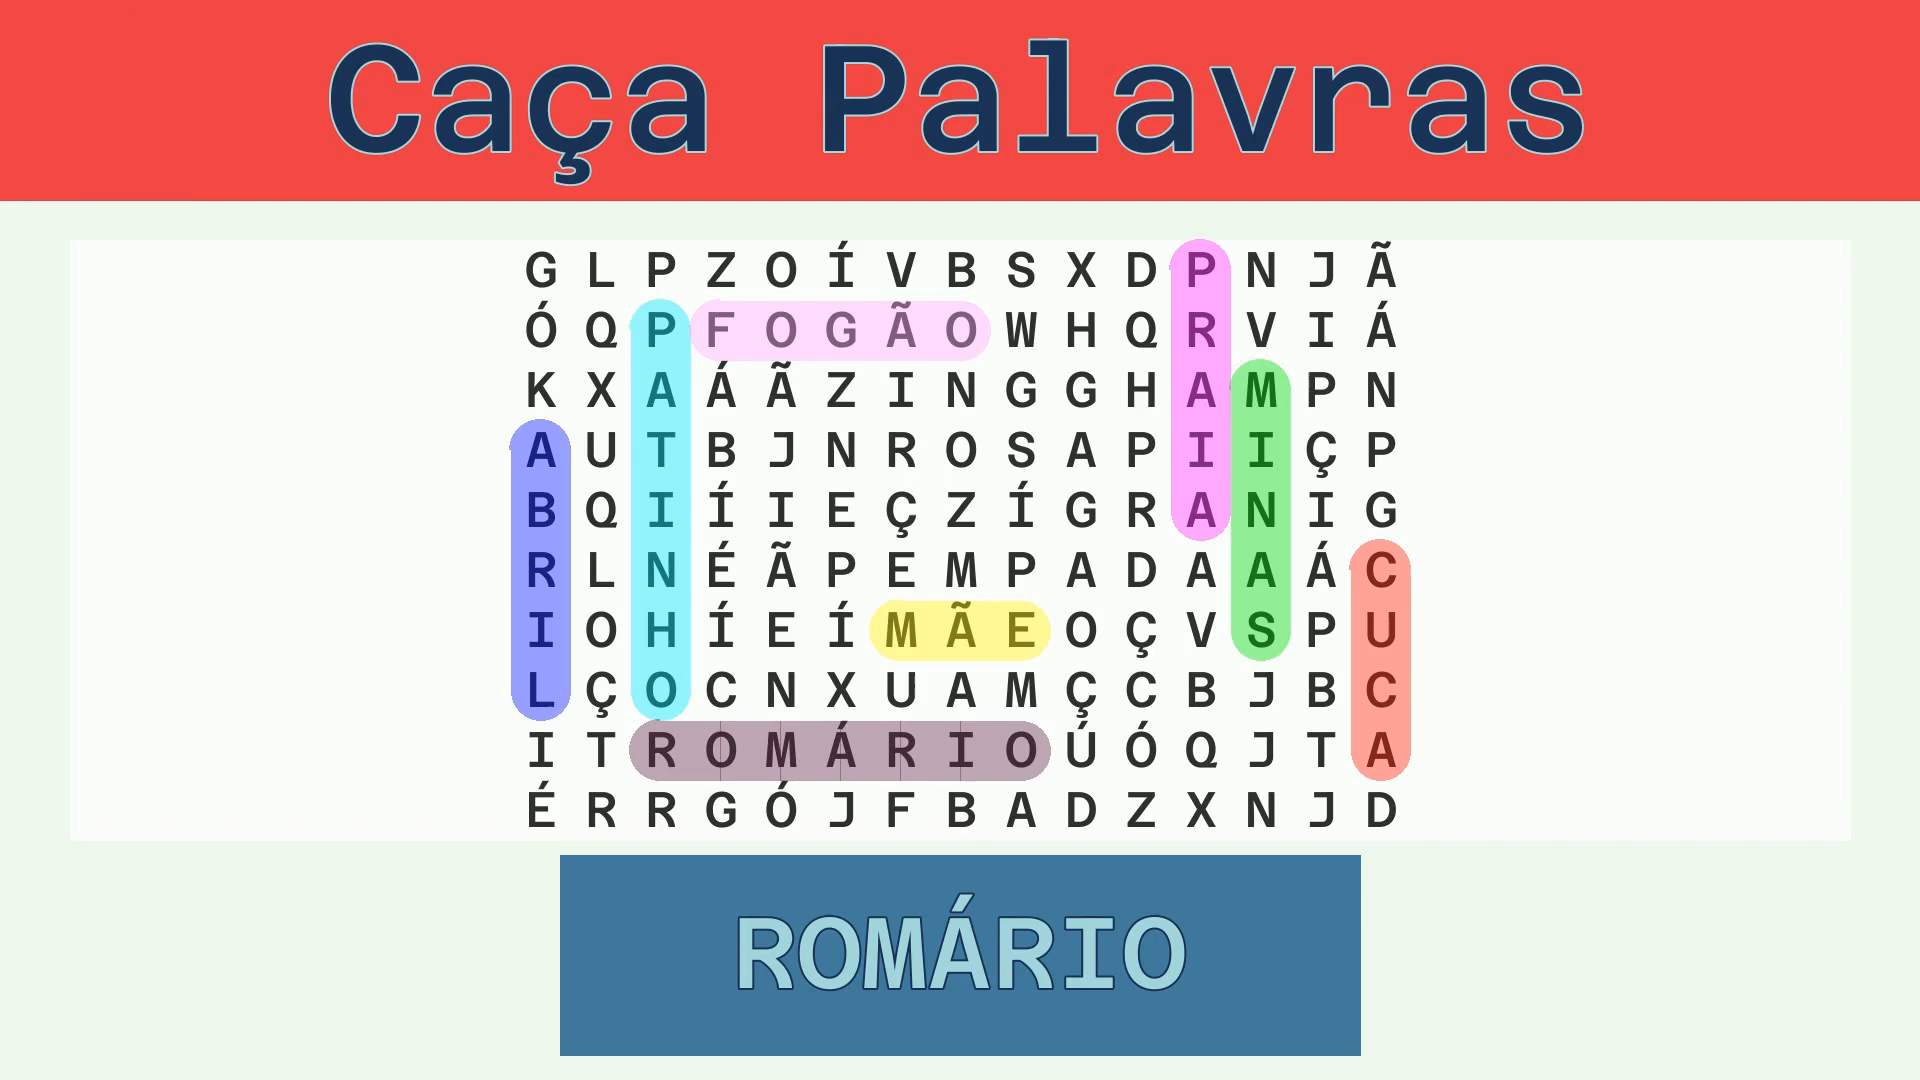 Caça Palavras
G L P Z O Í V B S X D P N J Ã
Ó Q P F O G Ã O W H Q R V I Á
K X A Á Ã Z I N G G H A M P N
A U T B J N R O S A P I I Ç P
B Q I Í I E Ç Z Í G R A N I G
R L N É Ã P E M P A D A A Á C
I O H Í E Í M Ã E O Ç V S P U
L Ç O C N X U A M Ç C B J B C
I T R O M Á R I O Ú Ó Q J T A
É R R G Ó J F B A D Z X N J D
ROMÁRIO